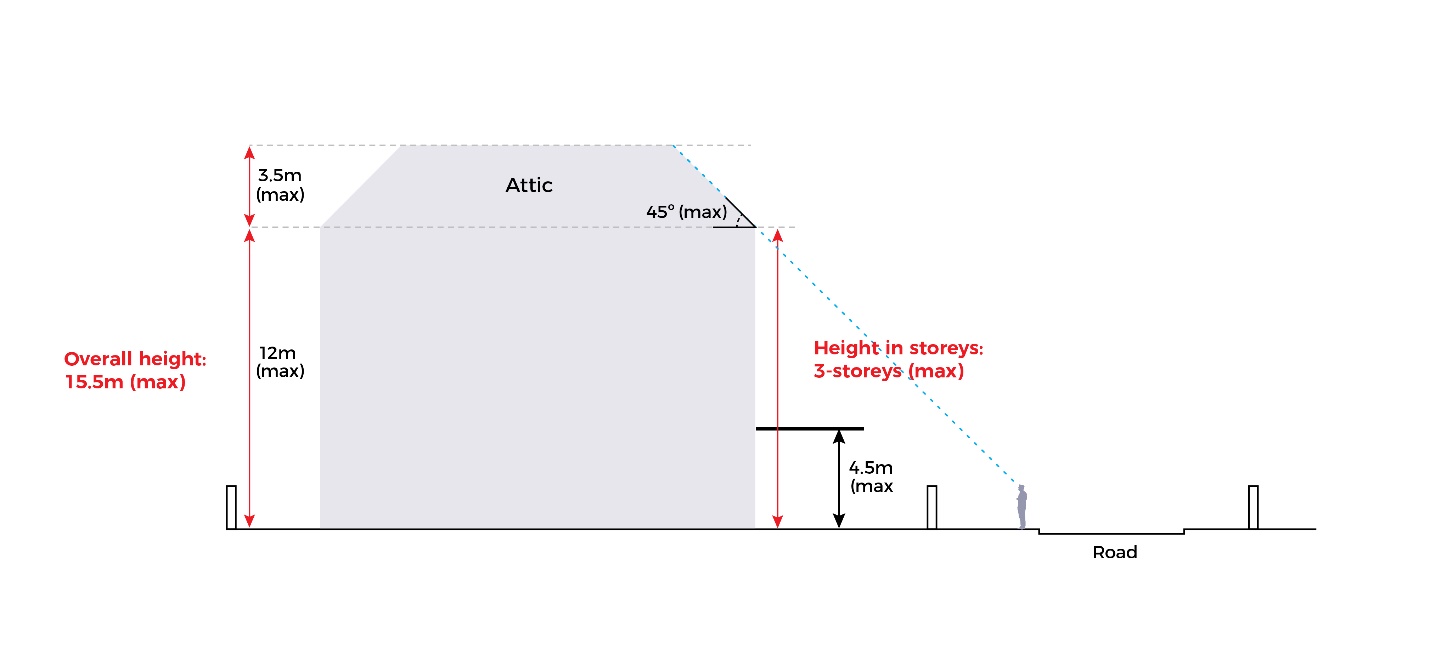 3.5m
(max)
Attic
45° (max)
Overall height:
15.5m (max)
12m
(max)
Height in storeys:
3-storeys (max)
4.5m
(max
Road